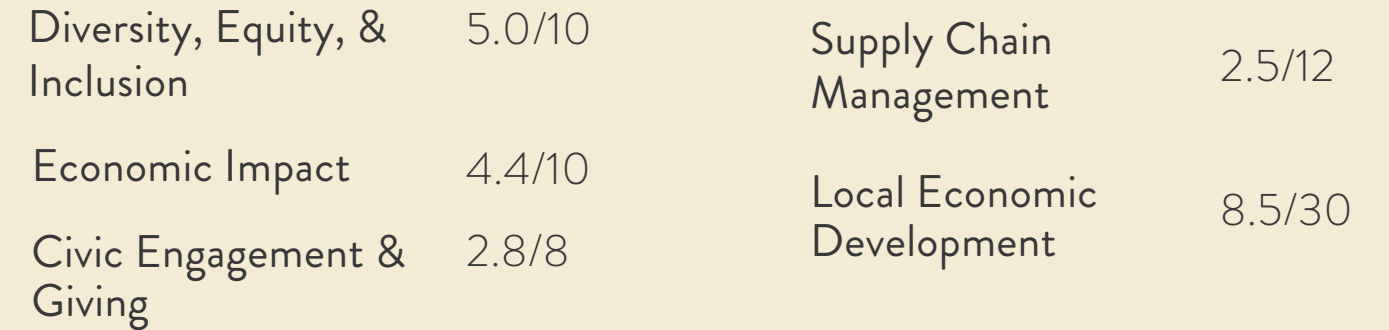 Diversity, Equity, & 5.0/10
Inclusion
Economic Impact 4.4/10
Civic Engagement & 2.8/8
Giving
Supply Chain
Management 2.5/12
Local Economic
Development 8.5/30